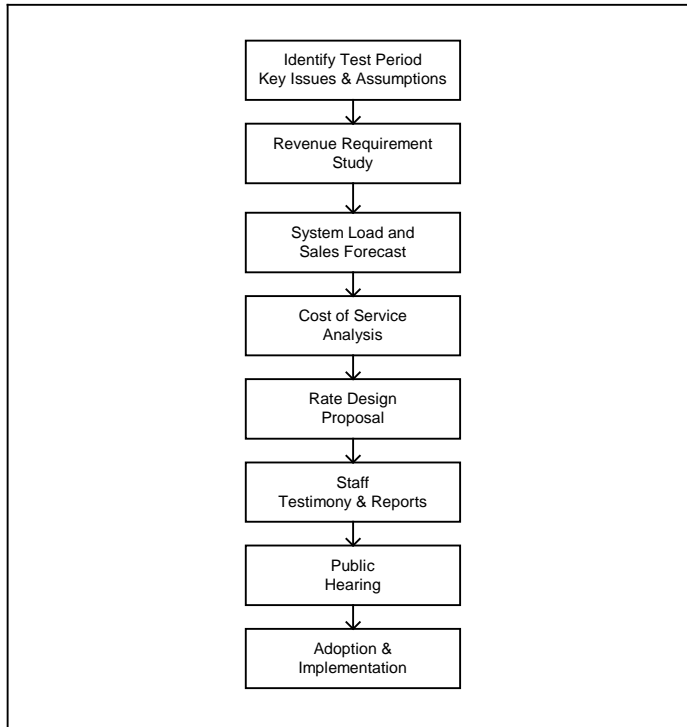 Identify Test Period
Key Issues & Assumptions
Revenue Requirement
Study
System Load and
Sales Forecast
Cost of Service
Analysis
Rate Design
Proposal
Staff
Testimony & Reports
Public
Hearing
Adoption &
Implementation